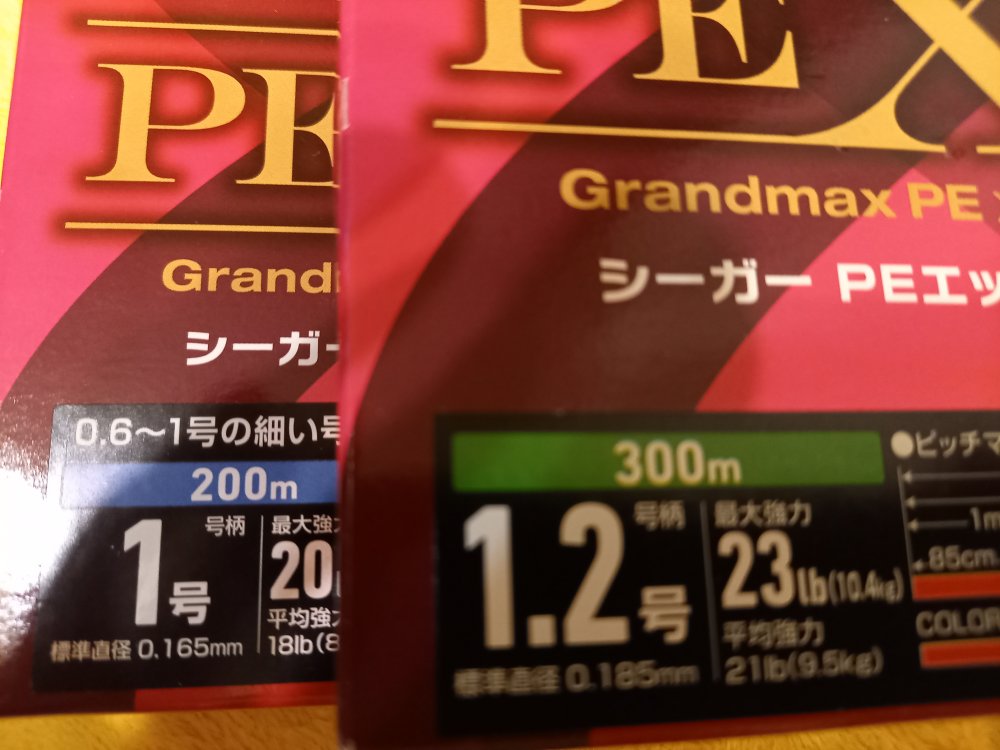 PE
Grand
シーガー
0.6～1号の細い号
200m
1号
号柄
最大強
20
平均強
18lb(8
標準直径 0.165mm
PE X
Grandmax PE
シーガー PEエッ
300m
1.2号
号柄
最大強力
23lb(10.4kg)
平均強力
21lb(9.5kg)
標準直径 0.185mm
●ピッチマ
1m
85cm
COLOR